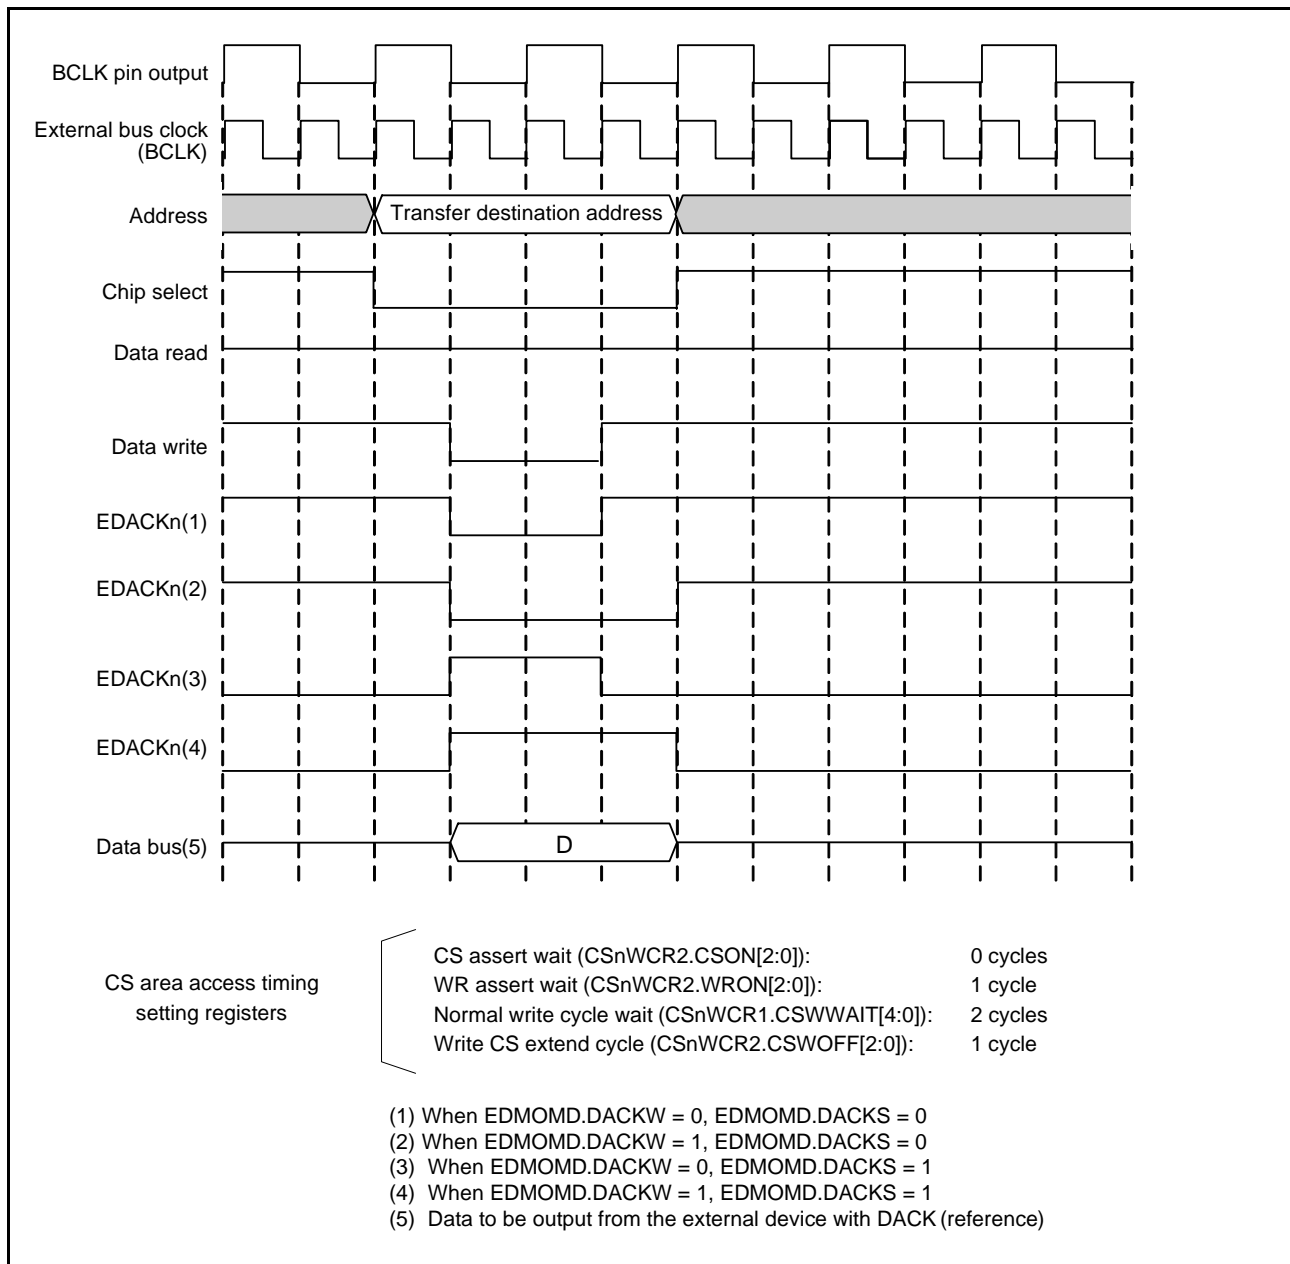 BCLK pin output
External bus clock
(BCLK)
Address
Transfer destination address
Chip select
Data read
Data write
EDACKn(1)
EDACKn(2)
EDACKn(3)
EDACKn(4)
Data bus(5)
D
CS area access timing
setting registers
CS assert wait (CSnWCR2.CSON[2:0]): 0 cycles
WR assert wait (CSnWCR2.WRON[2:0]): 1 cycle
Normal write cycle wait (CSnWCR1.CSWWAIT[4:0]): 2 cycles
Write CS extend cycle (CSnWCR2.CSWOFF[2:0]): 1 cycle
(1) When EDMOMD.DACKW = 0, EDMOMD.DACKS = 0
(2) When EDMOMD.DACKW = 1, EDMOMD.DACKS = 0
(3) When EDMOMD.DACKW = 0, EDMOMD.DACKS = 1
(4) When EDMOMD.DACKW = 1, EDMOMD.DACKS = 1
(5) Data to be output from the external device with DACK (reference)